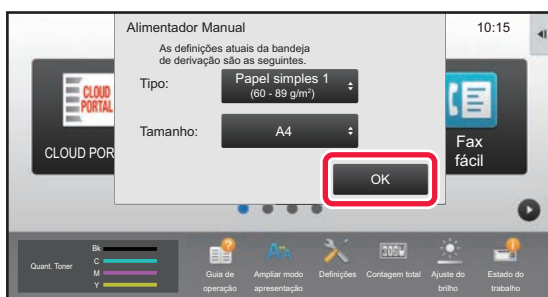 Alimentador Manual
10:15
As definições atuais da bandeja
de derivação são as seguintes.
Tipo:
Papel simples 1
(60 - 89 g/m²)
Tamanho:
A4
OK
CLOUD
PORTAL
CLOUD POR
Fax
fácil
Quant. Toner
Bk
C
M
Y
Guia de
operação
Ampliar modo
apresentação
Definições
Contagem total
Ajuste do
brilho
Estado do
trabalho